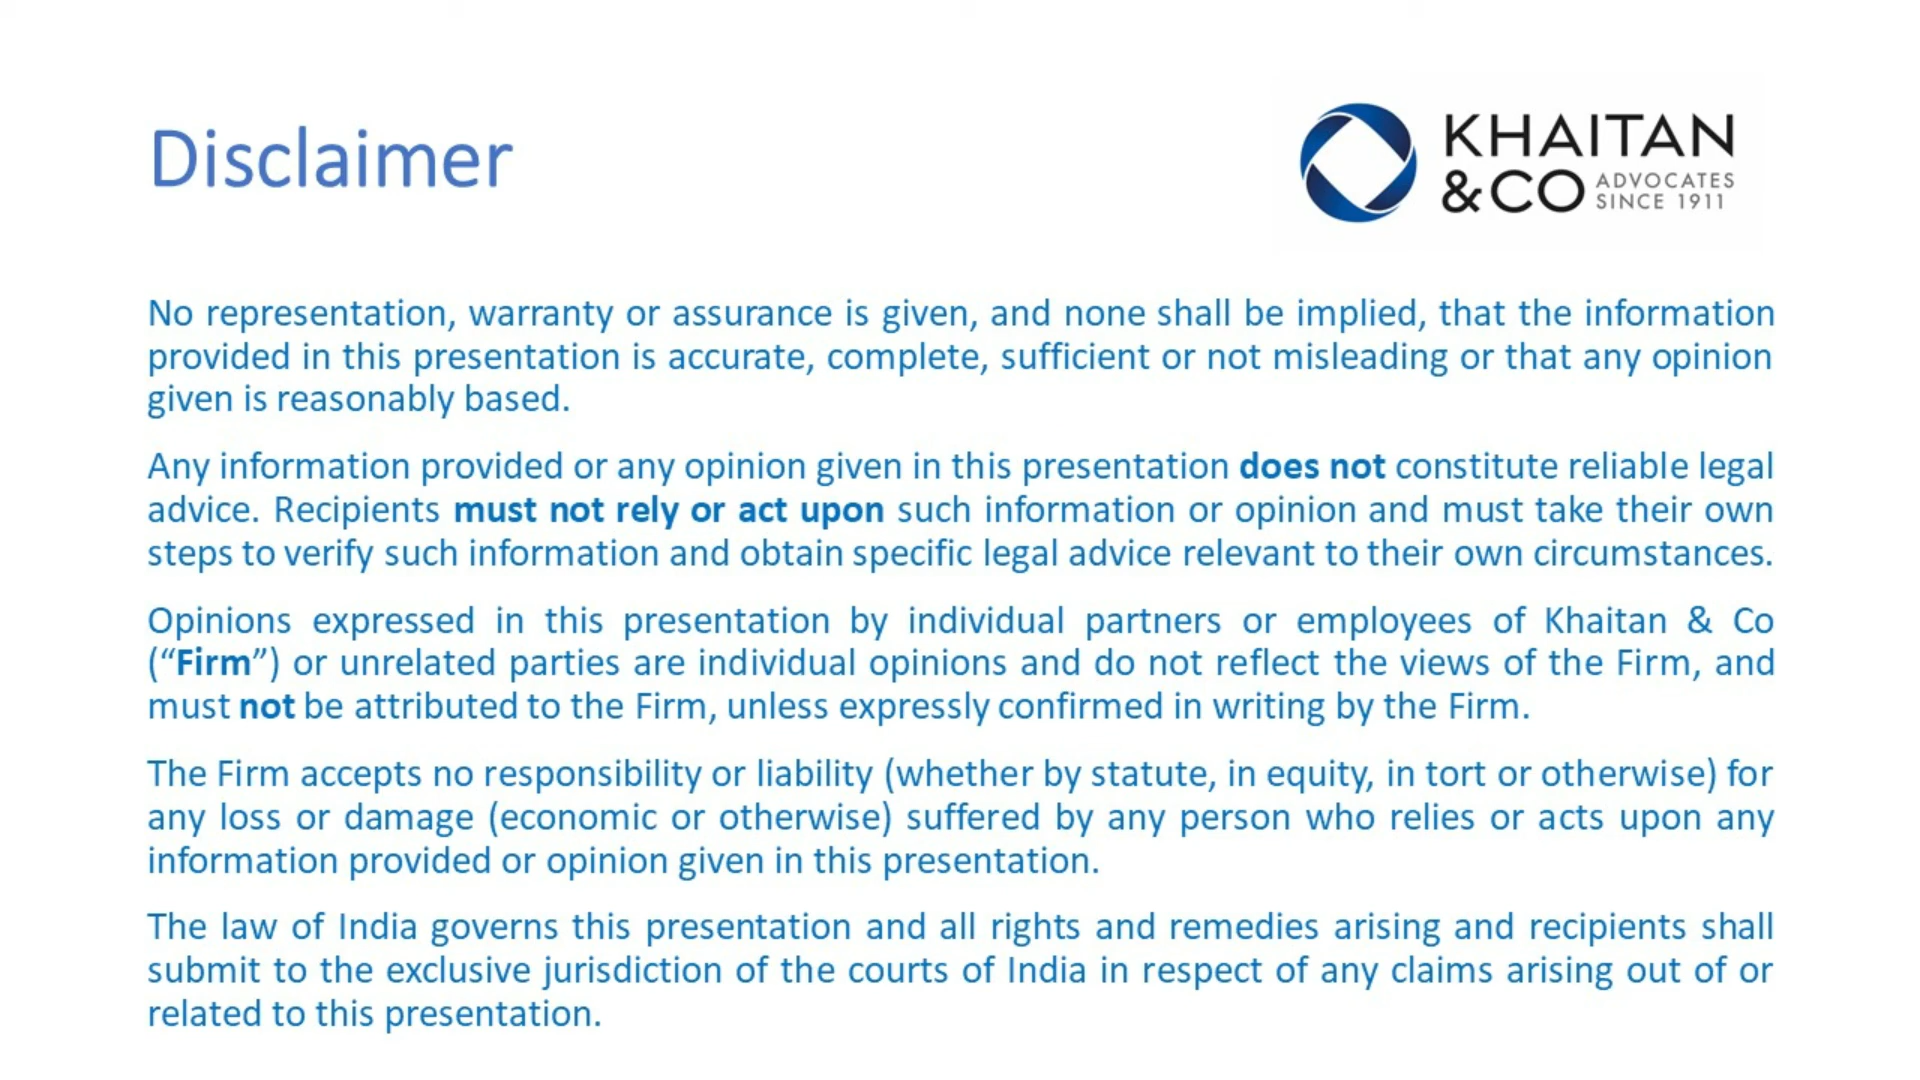 Disclaimer
KHAITAN
&CO ADVOCATES
SINCE 1911
No representation, warranty or assurance is given, and none shall be implied, that the information
provided in this presentation is accurate, complete, sufficient or not misleading or that any opinion
given is reasonably based.
Any information provided or any opinion given in this presentation does not constitute reliable legal
advice. Recipients must not rely or act upon such information or opinion and must take their own
steps to verify such information and obtain specific legal advice relevant to their own circumstances.
Opinions expressed in this presentation by individual partners or employees of Khaitan & Co
(“Firm”) or unrelated parties are individual opinions and do not reflect the views of the Firm, and
must not be attributed to the Firm, unless expressly confirmed in writing by the Firm.
The Firm accepts no responsibility or liability (whether by statute, in equity, in tort or otherwise) for
any loss or damage (economic or otherwise) suffered by any person who relies or acts upon any
information provided or opinion given in this presentation.
The law of India governs this presentation and all rights and remedies arising and recipients shall
submit to the exclusive jurisdiction of the courts of India in respect of any claims arising out of or
related to this presentation.